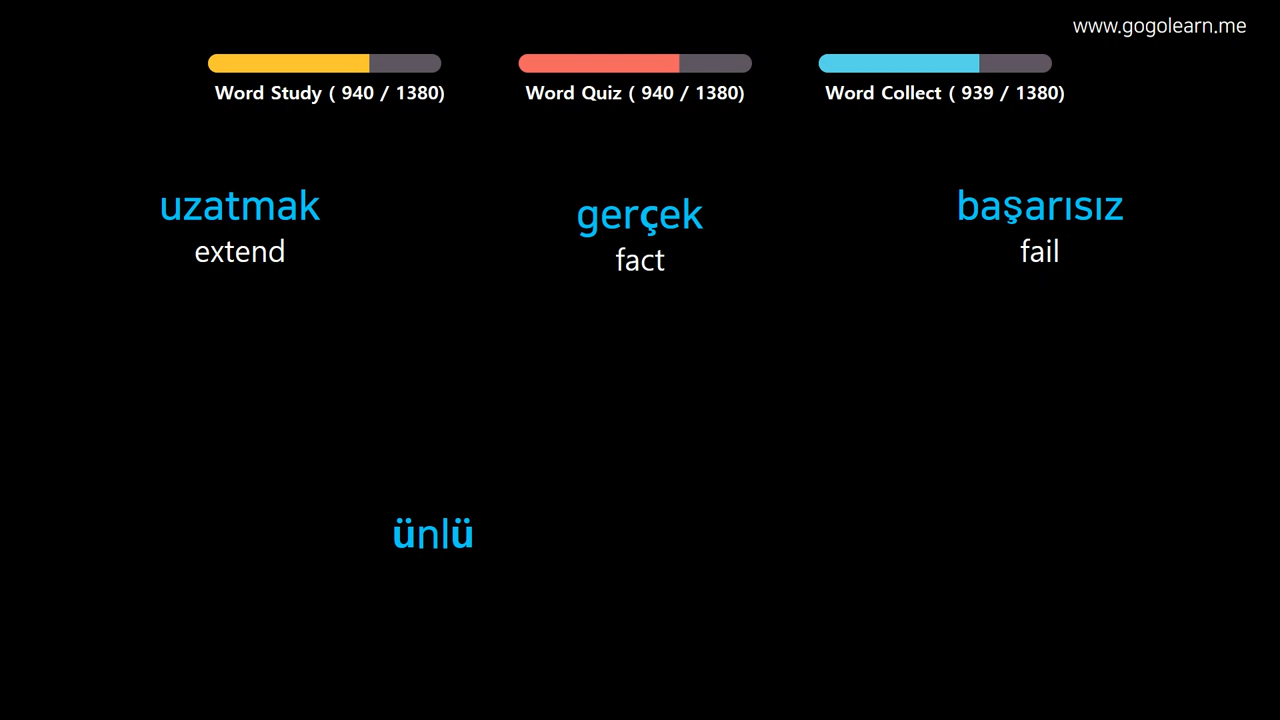 www.gogolearn.me
Word Study ( 940 / 1380)
Word Quiz ( 940 / 1380)
Word Collect ( 939 / 1380)
uzatmak
extend
gerçek
fact
başarısız
fail
ünlü